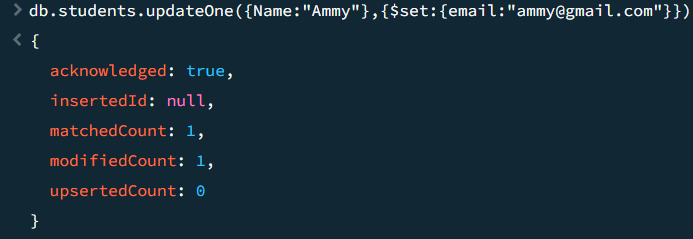 > db.students.updateOne({Name:"Ammy"},{$set:{email:"ammy@gmail.com"}})
< {
acknowledged: true,
insertedId: null,
matchedCount: 1,
modifiedCount: 1,
upsertedCount: 0
}